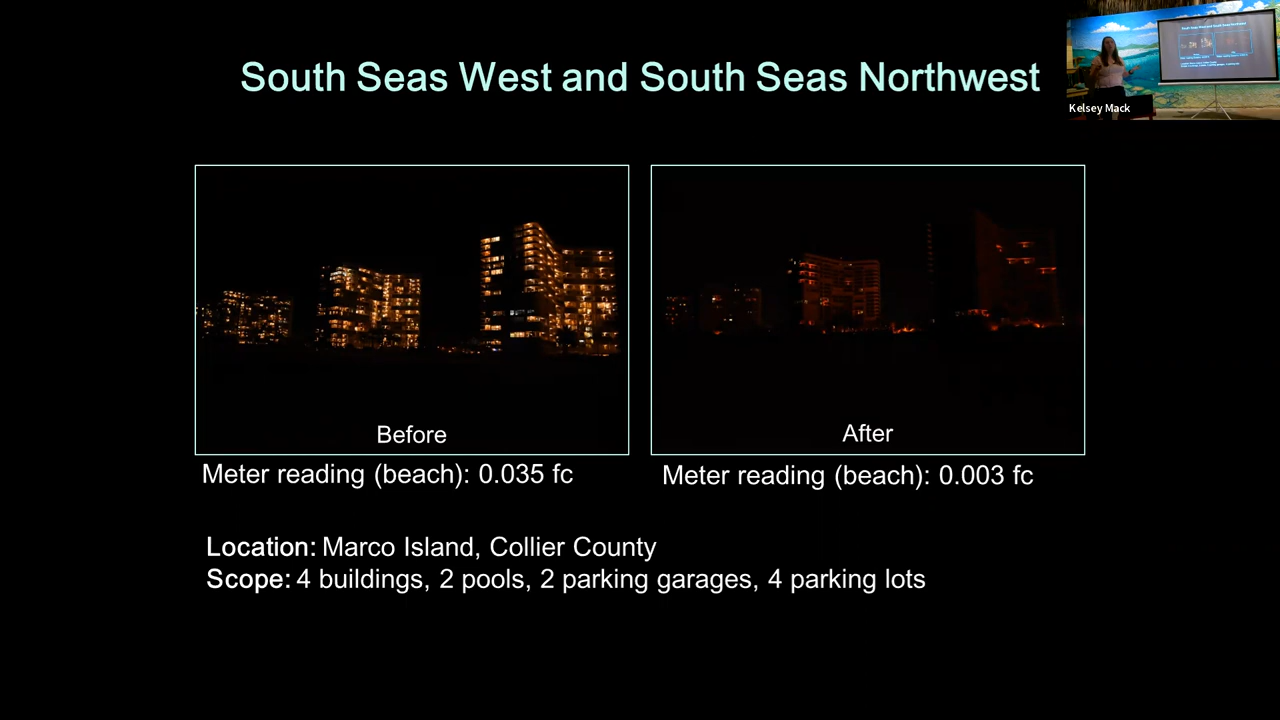 South Seas West and South Seas Northwest
Kelsey Mack
Before
After
Meter reading (beach): 0.035 fc
Meter reading (beach): 0.003 fc
Location: Marco Island, Collier County
Scope: 4 buildings, 2 pools, 2 parking garages, 4 parking lots